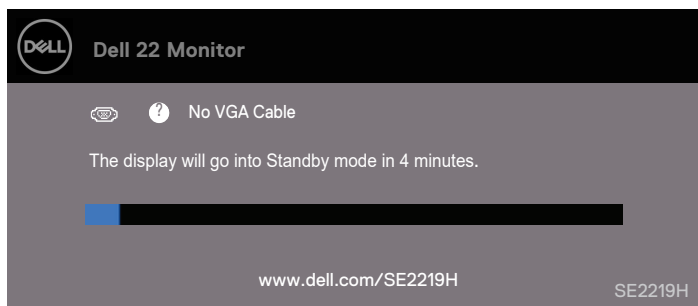 DELL
Dell 22 Monitor
? No VGA Cable
The display will go into Standby mode in 4 minutes.
www.dell.com/SE2219H
SE2219H